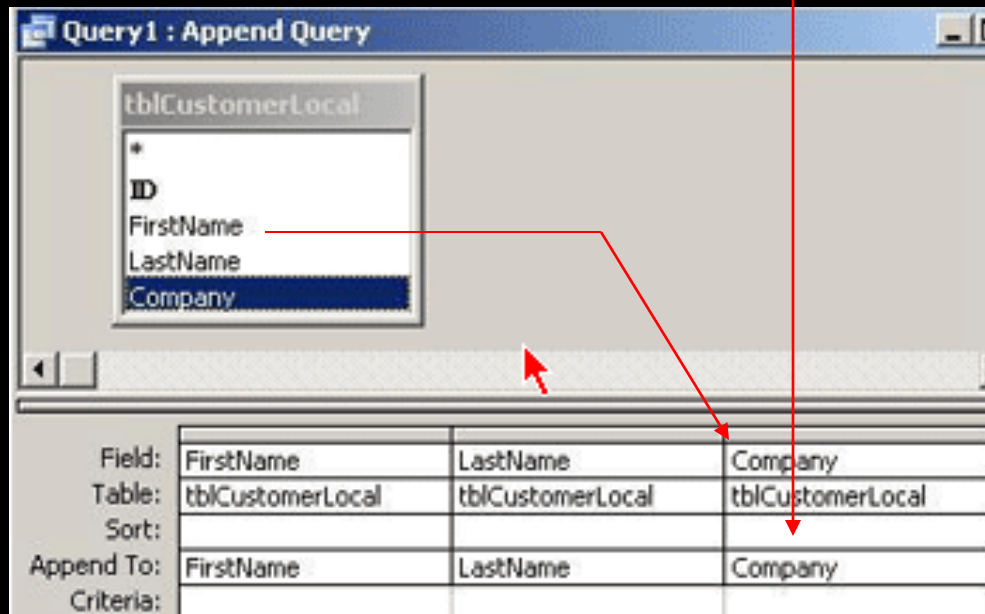 Query1 : Append Query
tblCustomerLocal
*
ID
FirstName
LastName
Company
Field: FirstName LastName Company
Table: tblCustomerLocal tblCustomerLocal tblCustomerLocal
Sort:
Append To: FirstName LastName Company
Criteria: